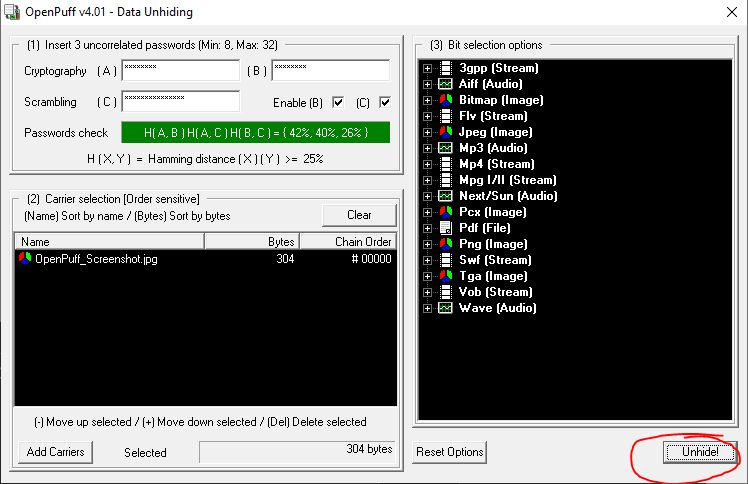 OpenPuff v4.01 - Data Unhiding
(1) Insert 3 uncorrelated passwords (Min: 8, Max: 32)
Cryptography (A) ******** (B) ********
Scrambling (C) *************** Enable (B) (C)
Passwords check H( A, B ) H( A, C ) H( B, C ) = { 42%, 40%, 26% }
H ( X, Y ) = Hamming distance ( X ) ( Y ) >= 25%
(2) Carrier selection [Order sensitive]
(Name) Sort by name / (Bytes) Sort by bytes Clear
Name Bytes Chain Order
OpenPuff_Screenshot.jpg 304 # 00000
(-) Move up selected / (+) Move down selected / (Del) Delete selected
Add Carriers Selected 304 bytes
(3) Bit selection options
3gpp (Stream)
Aiff (Audio)
Bitmap (Image)
Flv (Stream)
Jpeg (Image)
Mp3 (Audio)
Mp4 (Stream)
Mpg I/II (Stream)
Next/Sun (Audio)
Pcx (Image)
Pdf (File)
Png (Image)
Swf (Stream)
Tga (Image)
Vob (Stream)
Wave (Audio)
Reset Options Unhide!